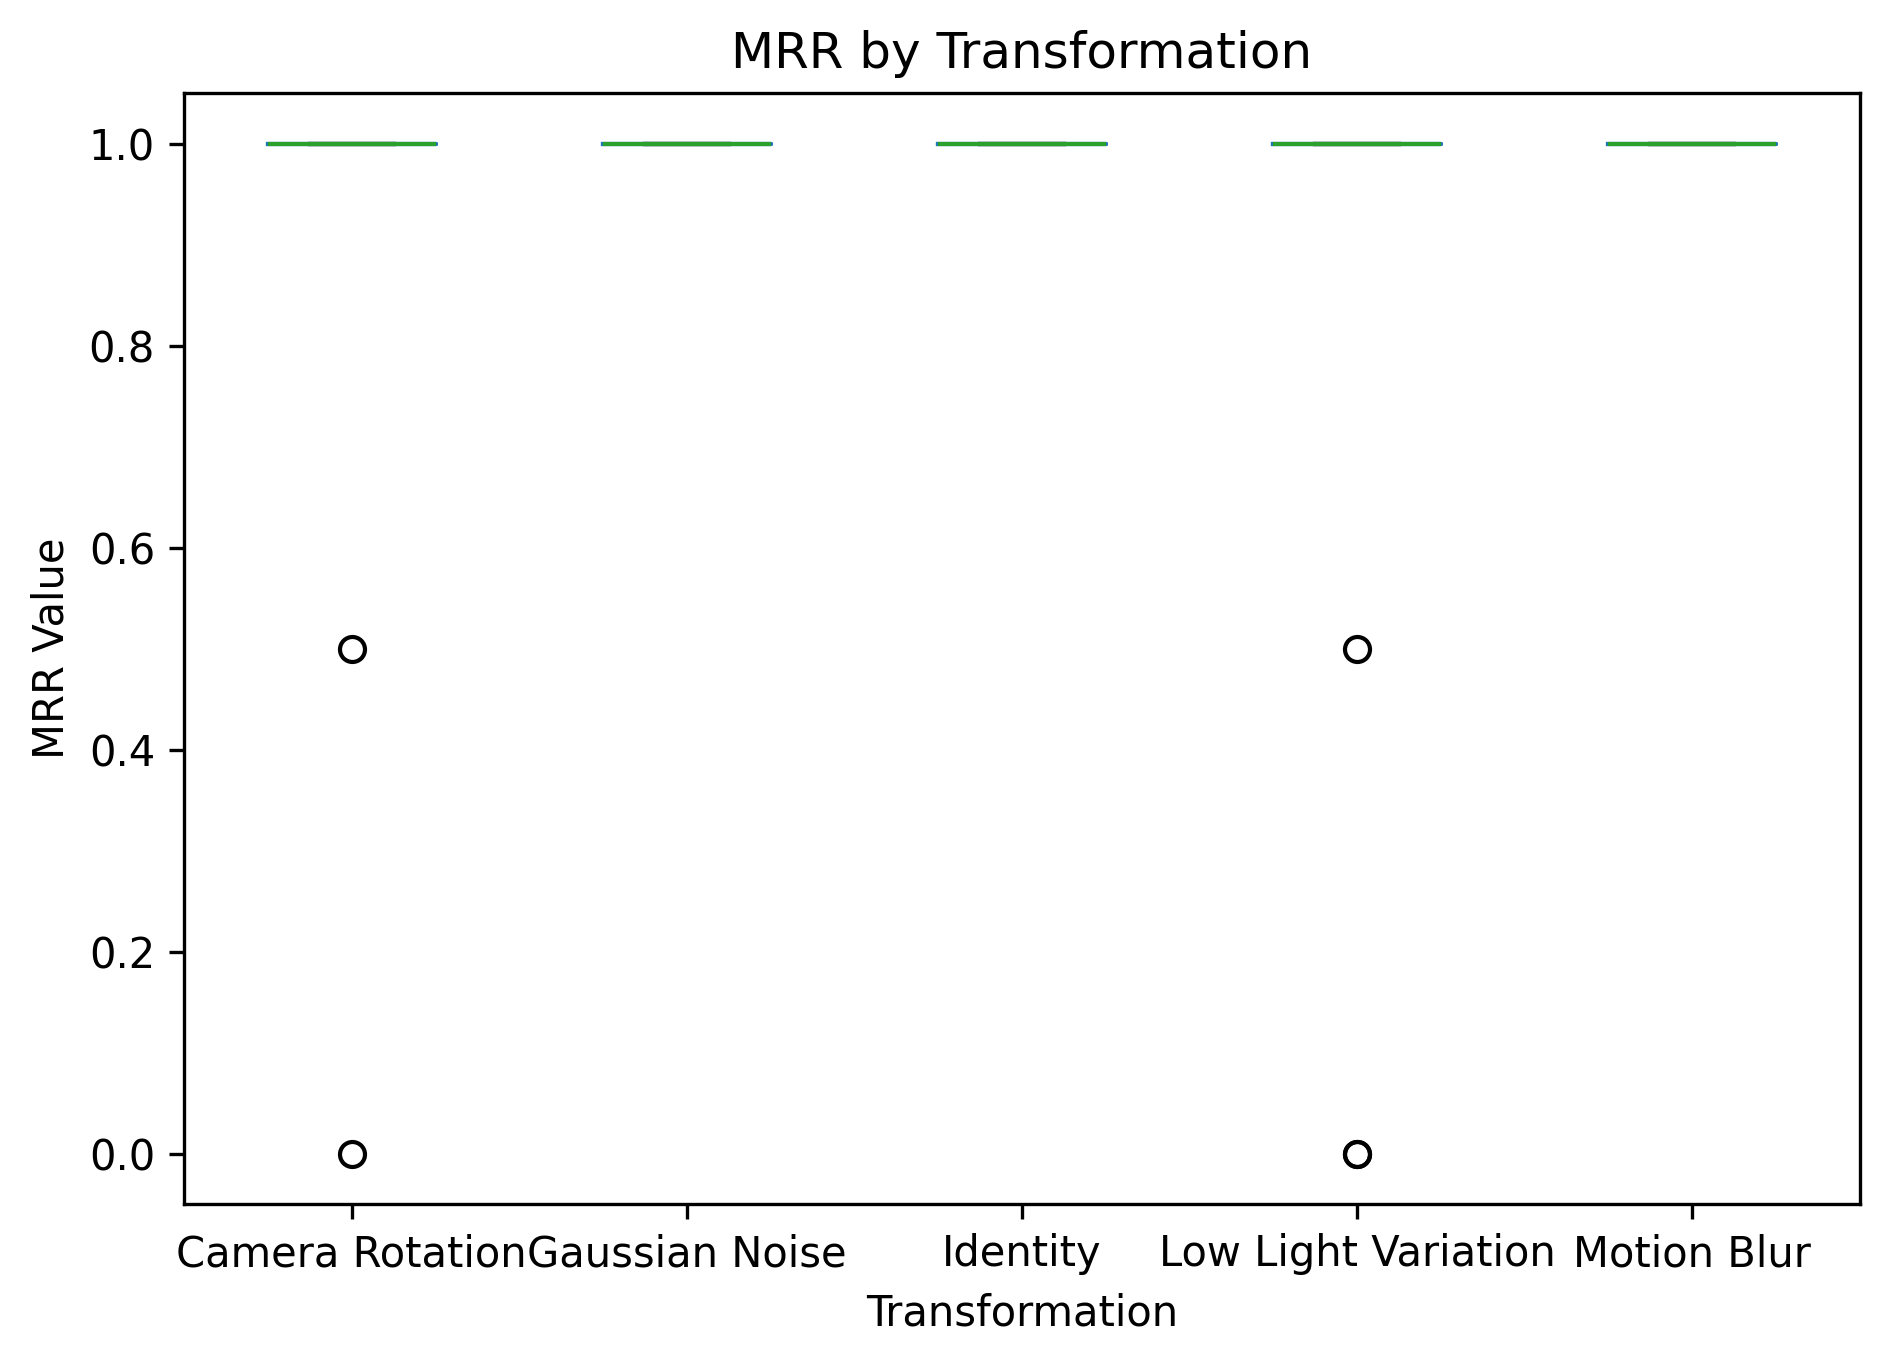 MRR by Transformation
MRR Value
1.0
0.8
0.6
0.4
0.2
0.0
Camera Rotation Gaussian Noise Identity Low Light Variation Motion Blur
Transformation